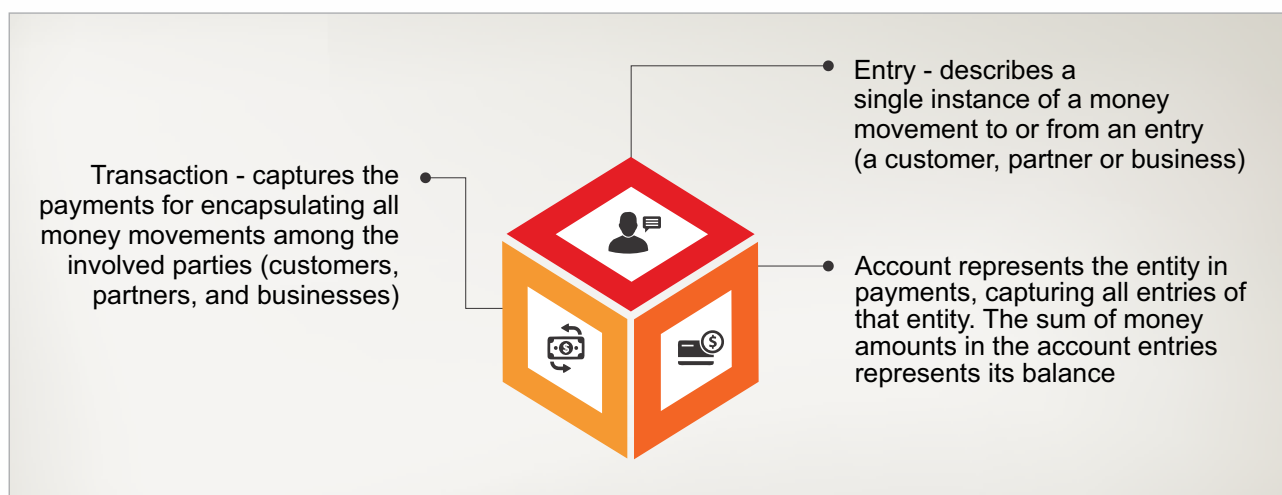 Entry - describes a
single instance of a money
movement to or from an entry
(a customer, partner or business)
Transaction - captures the
payments for encapsulating all
money movements among the
involved parties (customers,
partners, and businesses)
Account represents the entity in
payments, capturing all entries of
that entity. The sum of money
amounts in the account entries
represents its balance
$
$